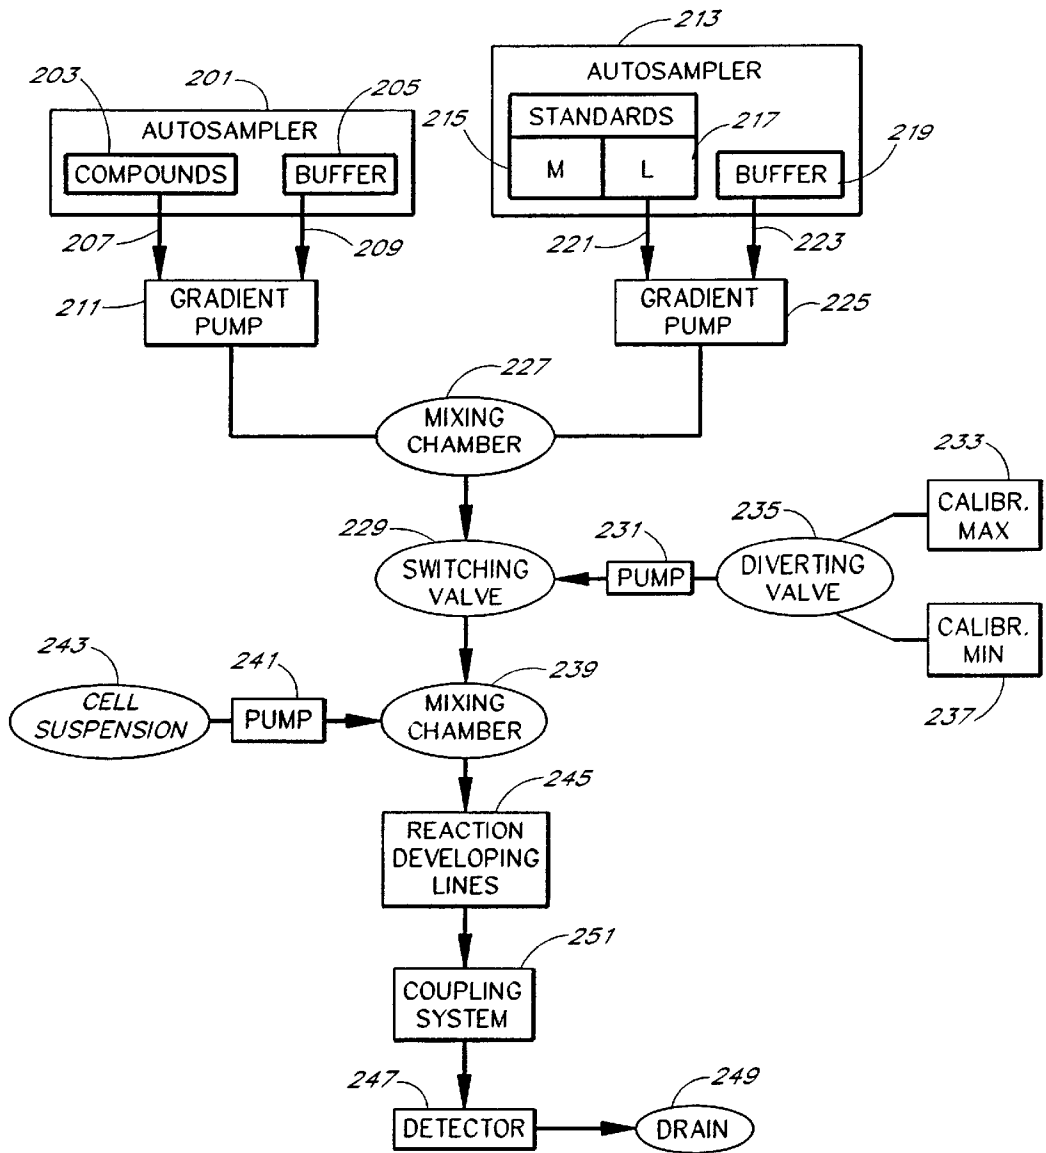 213
203
201
205
AUTOSAMPLER
AUTOSAMPLER
215
STANDARDS
217
219
COMPOUNDS
BUFFER
M
L
BUFFER
207
209
221
223
211
GRADIENT
PUMP
GRADIENT
PUMP
225
227
MIXING
CHAMBER
233
229
231
235
CALIBR.
MAX
SWITCHING
VALVE
PUMP
DIVERTING
VALVE
243
241
239
CALIBR.
MIN
CELL
SUSPENSION
PUMP
MIXING
CHAMBER
237
245
REACTION
DEVELOPING
LINES
251
COUPLING
SYSTEM
247
249
DETECTOR
DRAIN